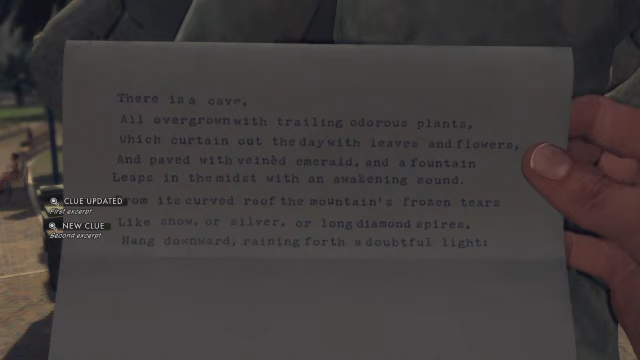 There is a cave,
All overgrown with trailing odorous plants,
Which curtain out the day with leaves and flowers,
And paved with veinèd emerald, and a fountain
Leaps in the midst with an awakening sound.
From its curved roof the mountain's frozen tears
Like snow, or silver, or long diamond spires,
Hang downward, raining forth a doubtful light:
CLUE UPDATED
First excerpt
NEW CLUE
Second excerpt